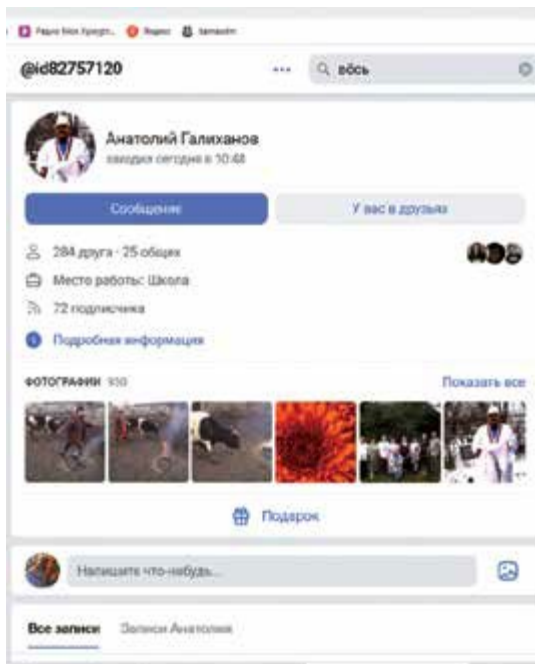 Яндекс
@id82757120 ... вöсь
Анатолий Галиханов
заходил сегодня в 10:48
Сообщение У вас в друзьях
284 друга · 25 общих
Место работы: Школа
72 подписчика
Подробная информация
ФОТОГРАФИИ 930 Показать все
Подарок
Напишите что-нибудь...
Все записи Записи Анатолия